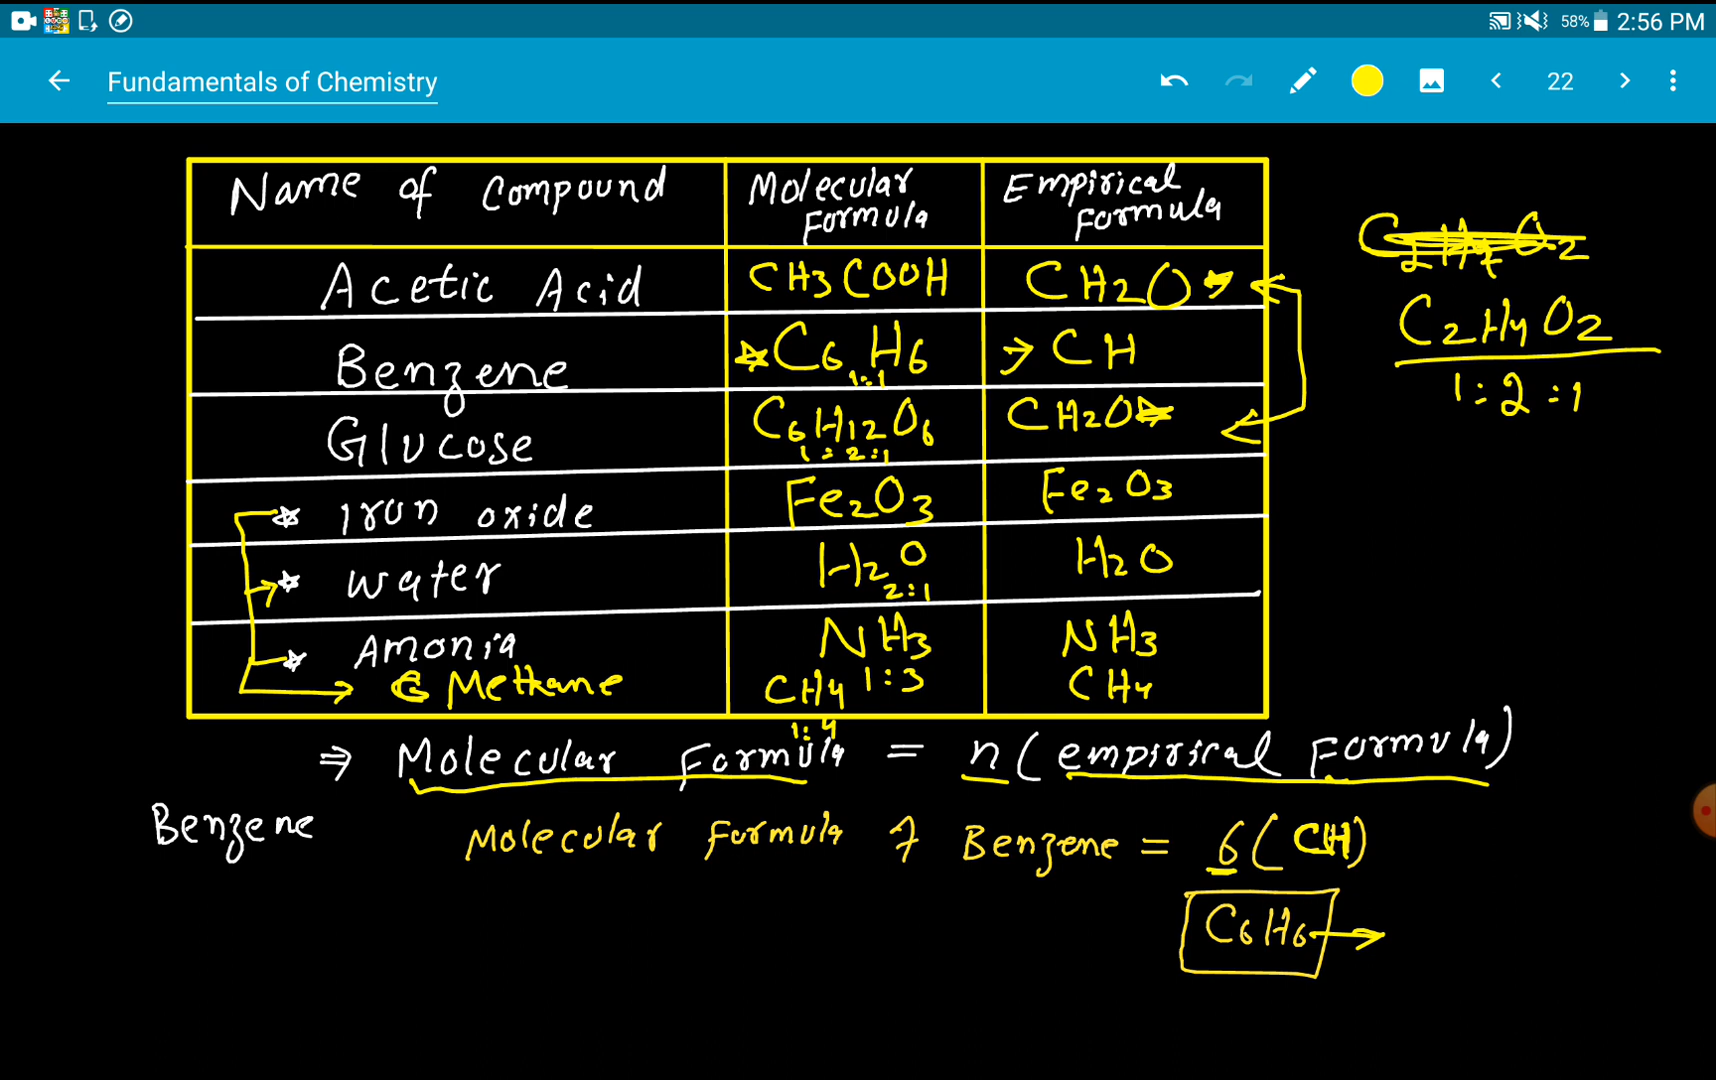 58% 2:56 PM
Fundamentals of Chemistry 22
Name of Compound Molecular Formula Empirical Formula
Acetic Acid CH3COOH CH2O
C2H4O2
C2H4O2
1:2:1
Benzene C6H6 CH
1:1
Glucose C6H12O6 CH2O
1:2:1
Iron oxide Fe2O3 Fe2O3
Water H2O H2O
2:1
Amonia NH3 NH3
1:3
Methane CH4 CH4
1:4
⇒ Molecular Formula = n(empirical Formula)
Benzene Molecular Formula of Benzene = 6(CH)
C6H6